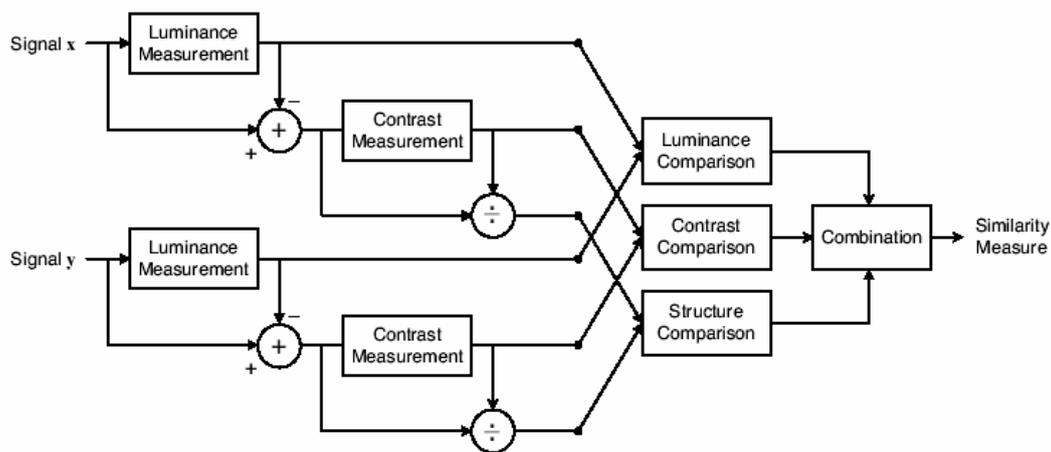 Signal x
Luminance
Measurement
−
+
+
Contrast
Measurement
÷
Signal y
Luminance
Measurement
−
+
+
Contrast
Measurement
÷
Luminance
Comparison
Contrast
Comparison
Structure
Comparison
Combination
Similarity
Measure